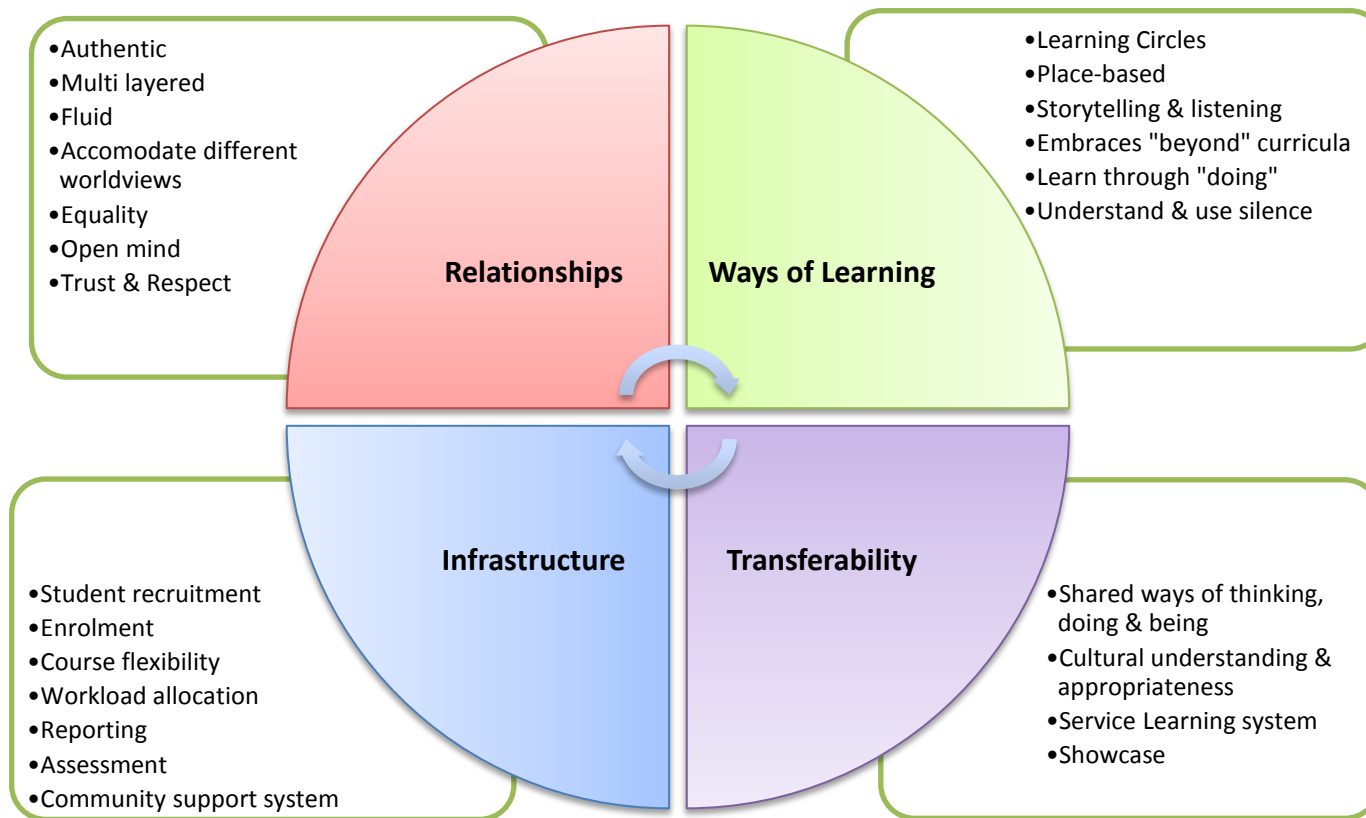 •Authentic
•Multi layered
•Fluid
•Accomodate different
worldviews
•Equality
•Open mind
•Trust & Respect
•Learning Circles
•Place-based
•Storytelling & listening
•Embraces "beyond" curricula
•Learn through "doing"
•Understand & use silence
Relationships
Ways of Learning
Infrastructure
Transferability
•Student recruitment
•Enrolment
•Course flexibility
•Workload allocation
•Reporting
•Assessment
•Community support system
•Shared ways of thinking,
doing & being
•Cultural understanding &
appropriateness
•Service Learning system
•Showcase